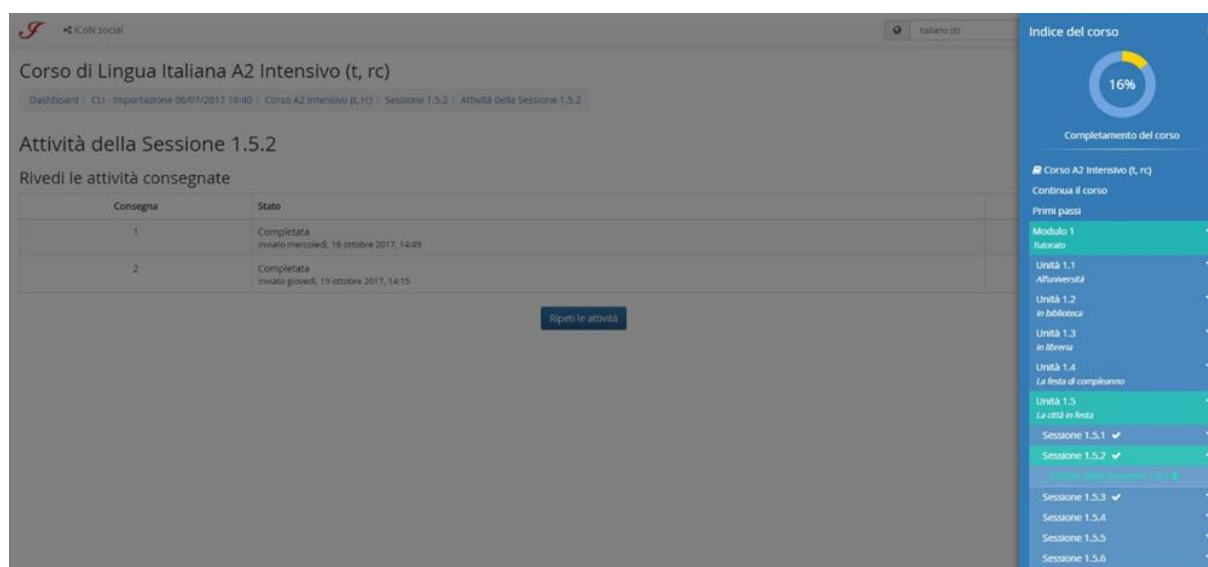 ICoN social
Italiano (it)
Corso di Lingua Italiana A2 Intensivo (t, rc)
Dashboard / CLI - Importazione 06/07/2017 16:40 / Corso A2 Intensivo (t, rc) / Sessione 1.5.2 / Attività della Sessione 1.5.2
Attività della Sessione 1.5.2
Rivedi le attività consegnate
Consegna Stato
1 Completata
Inviato mercoledì, 18 ottobre 2017, 14:49
2 Completata
Inviato giovedì, 19 ottobre 2017, 14:15
Ripeti le attività
Indice del corso
16%
Completamento del corso
Corso A2 Intensivo (t, rc)
Continua il corso
Primi passi
Modulo 1
Tutorato
Unità 1.1
All'università
Unità 1.2
In biblioteca
Unità 1.3
In libreria
Unità 1.4
La festa di compleanno
Unità 1.5
La città in festa
Sessione 1.5.1
Sessione 1.5.2
Attività della Sessione 1.5.2
Sessione 1.5.3
Sessione 1.5.4
Sessione 1.5.5
Sessione 1.5.6